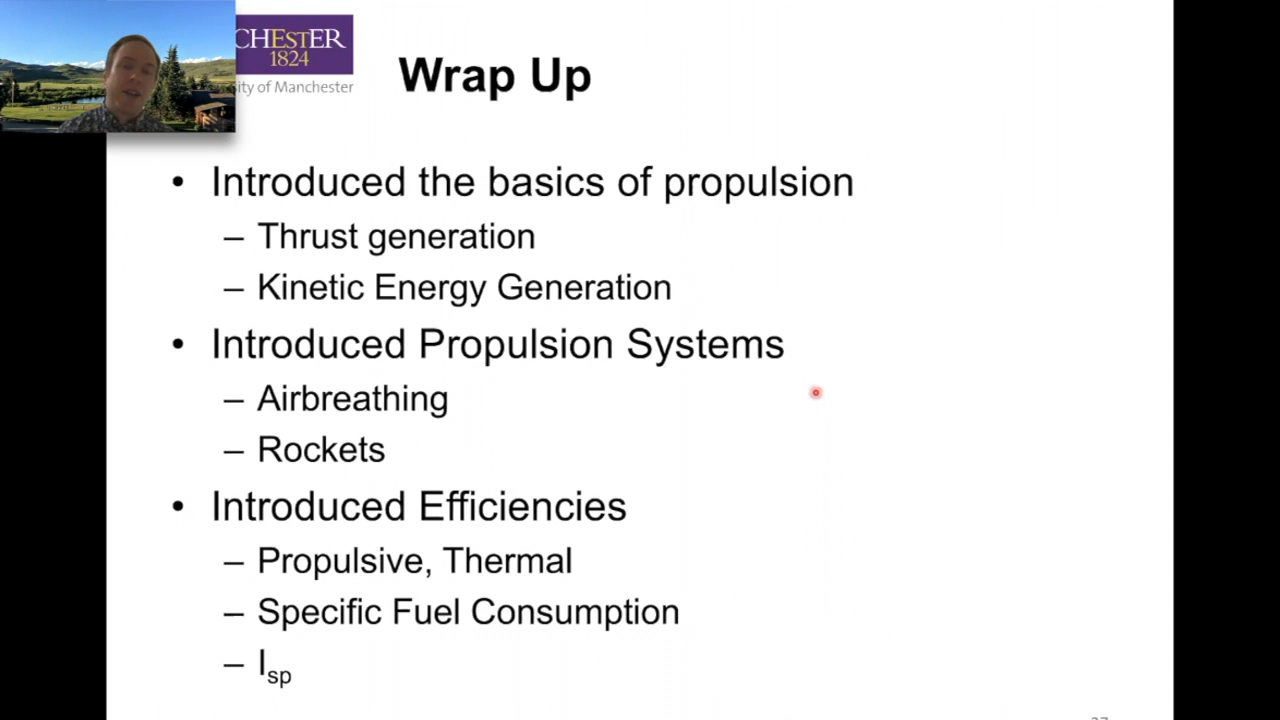 CHESTER
1824
ity of Manchester
Wrap Up
• Introduced the basics of propulsion
– Thrust generation
– Kinetic Energy Generation
• Introduced Propulsion Systems
– Airbreathing
– Rockets
• Introduced Efficiencies
– Propulsive, Thermal
– Specific Fuel Consumption
– Isp